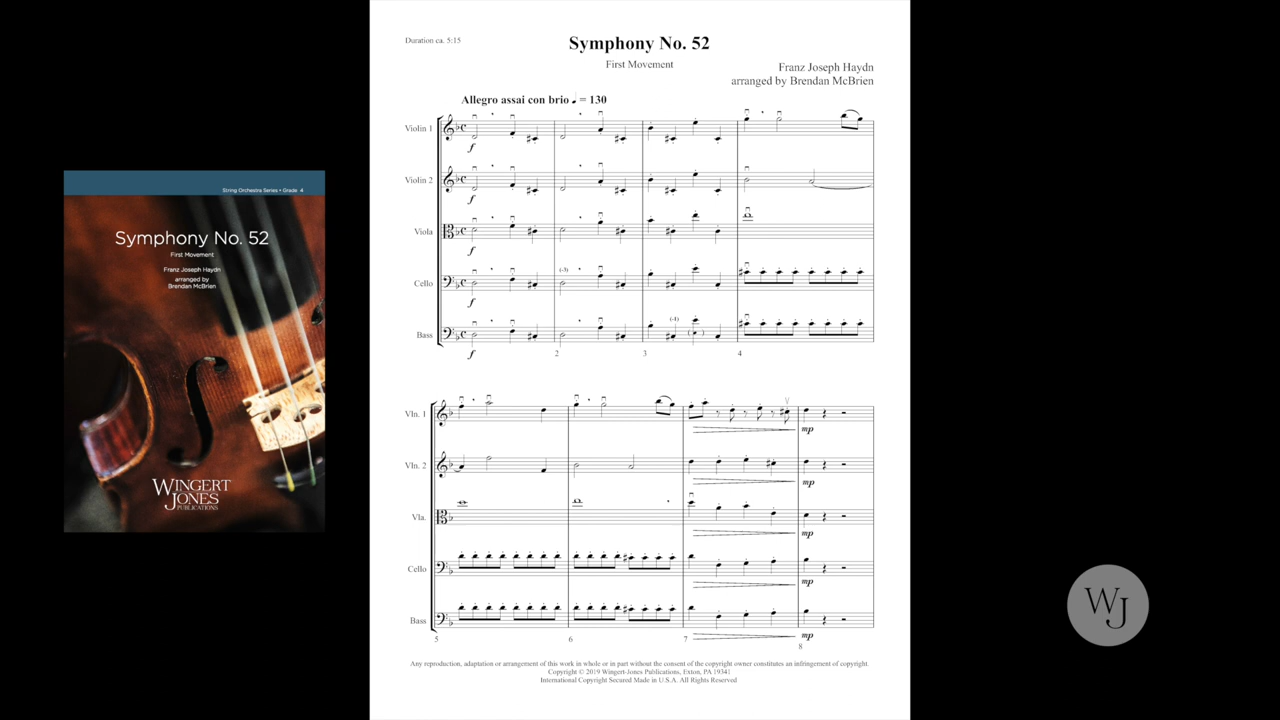 String Orchestra Series • Grade 4
Symphony No. 52
First Movement
Franz Joseph Haydn
arranged by
Brendan McBrien
WINGERT
JONES
PUBLICATIONS
Duration ca. 5:15
Symphony No. 52
First Movement
Franz Joseph Haydn
arranged by Brendan McBrien
Allegro assai con brio ♩ = 130
Violin 1
f
Violin 2
f
Viola
f
(-3)
Cello
f
(-1)
Bass
f
2 3 4
Vln. 1
mp
Vln. 2
mp
Vla.
mp
Cello
mp
Bass
mp
5 6 7 8
Any reproduction, adaptation or arrangement of this work in whole or in part without the consent of the copyright owner constitutes an infringement of copyright.
Copyright © 2019 Wingert-Jones Publications, Exton, PA 19341
International Copyright Secured Made in U.S.A. All Rights Reserved
WJ